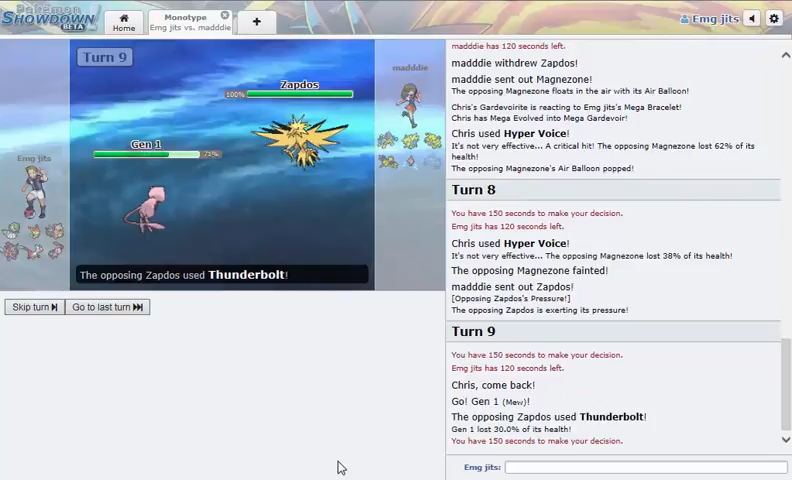 Pokémon
SHOWDOWN
BETA
Home
Monotype
Emg jits vs. madddie
Emg jits
Turn 9
Zapdos
100%
Gen 1
71%
Emg jits
madddie
The opposing Zapdos used Thunderbolt!
Skip turn
Go to last turn
madddie has 120 seconds left.
madddie withdrew Zapdos!
madddie sent out Magnezone!
The opposing Magnezone floats in the air with its Air Balloon!
Chris's Gardevoirite is reacting to Emg jits's Mega Bracelet!
Chris has Mega Evolved into Mega Gardevoir!
Chris used Hyper Voice!
It's not very effective... A critical hit! The opposing Magnezone lost 62% of its
health!
The opposing Magnezone's Air Balloon popped!
Turn 8
You have 150 seconds to make your decision.
Emg jits has 120 seconds left.
Chris used Hyper Voice!
It's not very effective... The opposing Magnezone lost 38% of its health!
The opposing Magnezone fainted!
madddie sent out Zapdos!
[Opposing Zapdos's Pressure!]
The opposing Zapdos is exerting its pressure!
Turn 9
You have 150 seconds to make your decision.
Emg jits has 120 seconds left.
Chris, come back!
Go! Gen 1 (Mew)!
The opposing Zapdos used Thunderbolt!
Gen 1 lost 30.0% of its health!
You have 150 seconds to make your decision.
Emg jits: